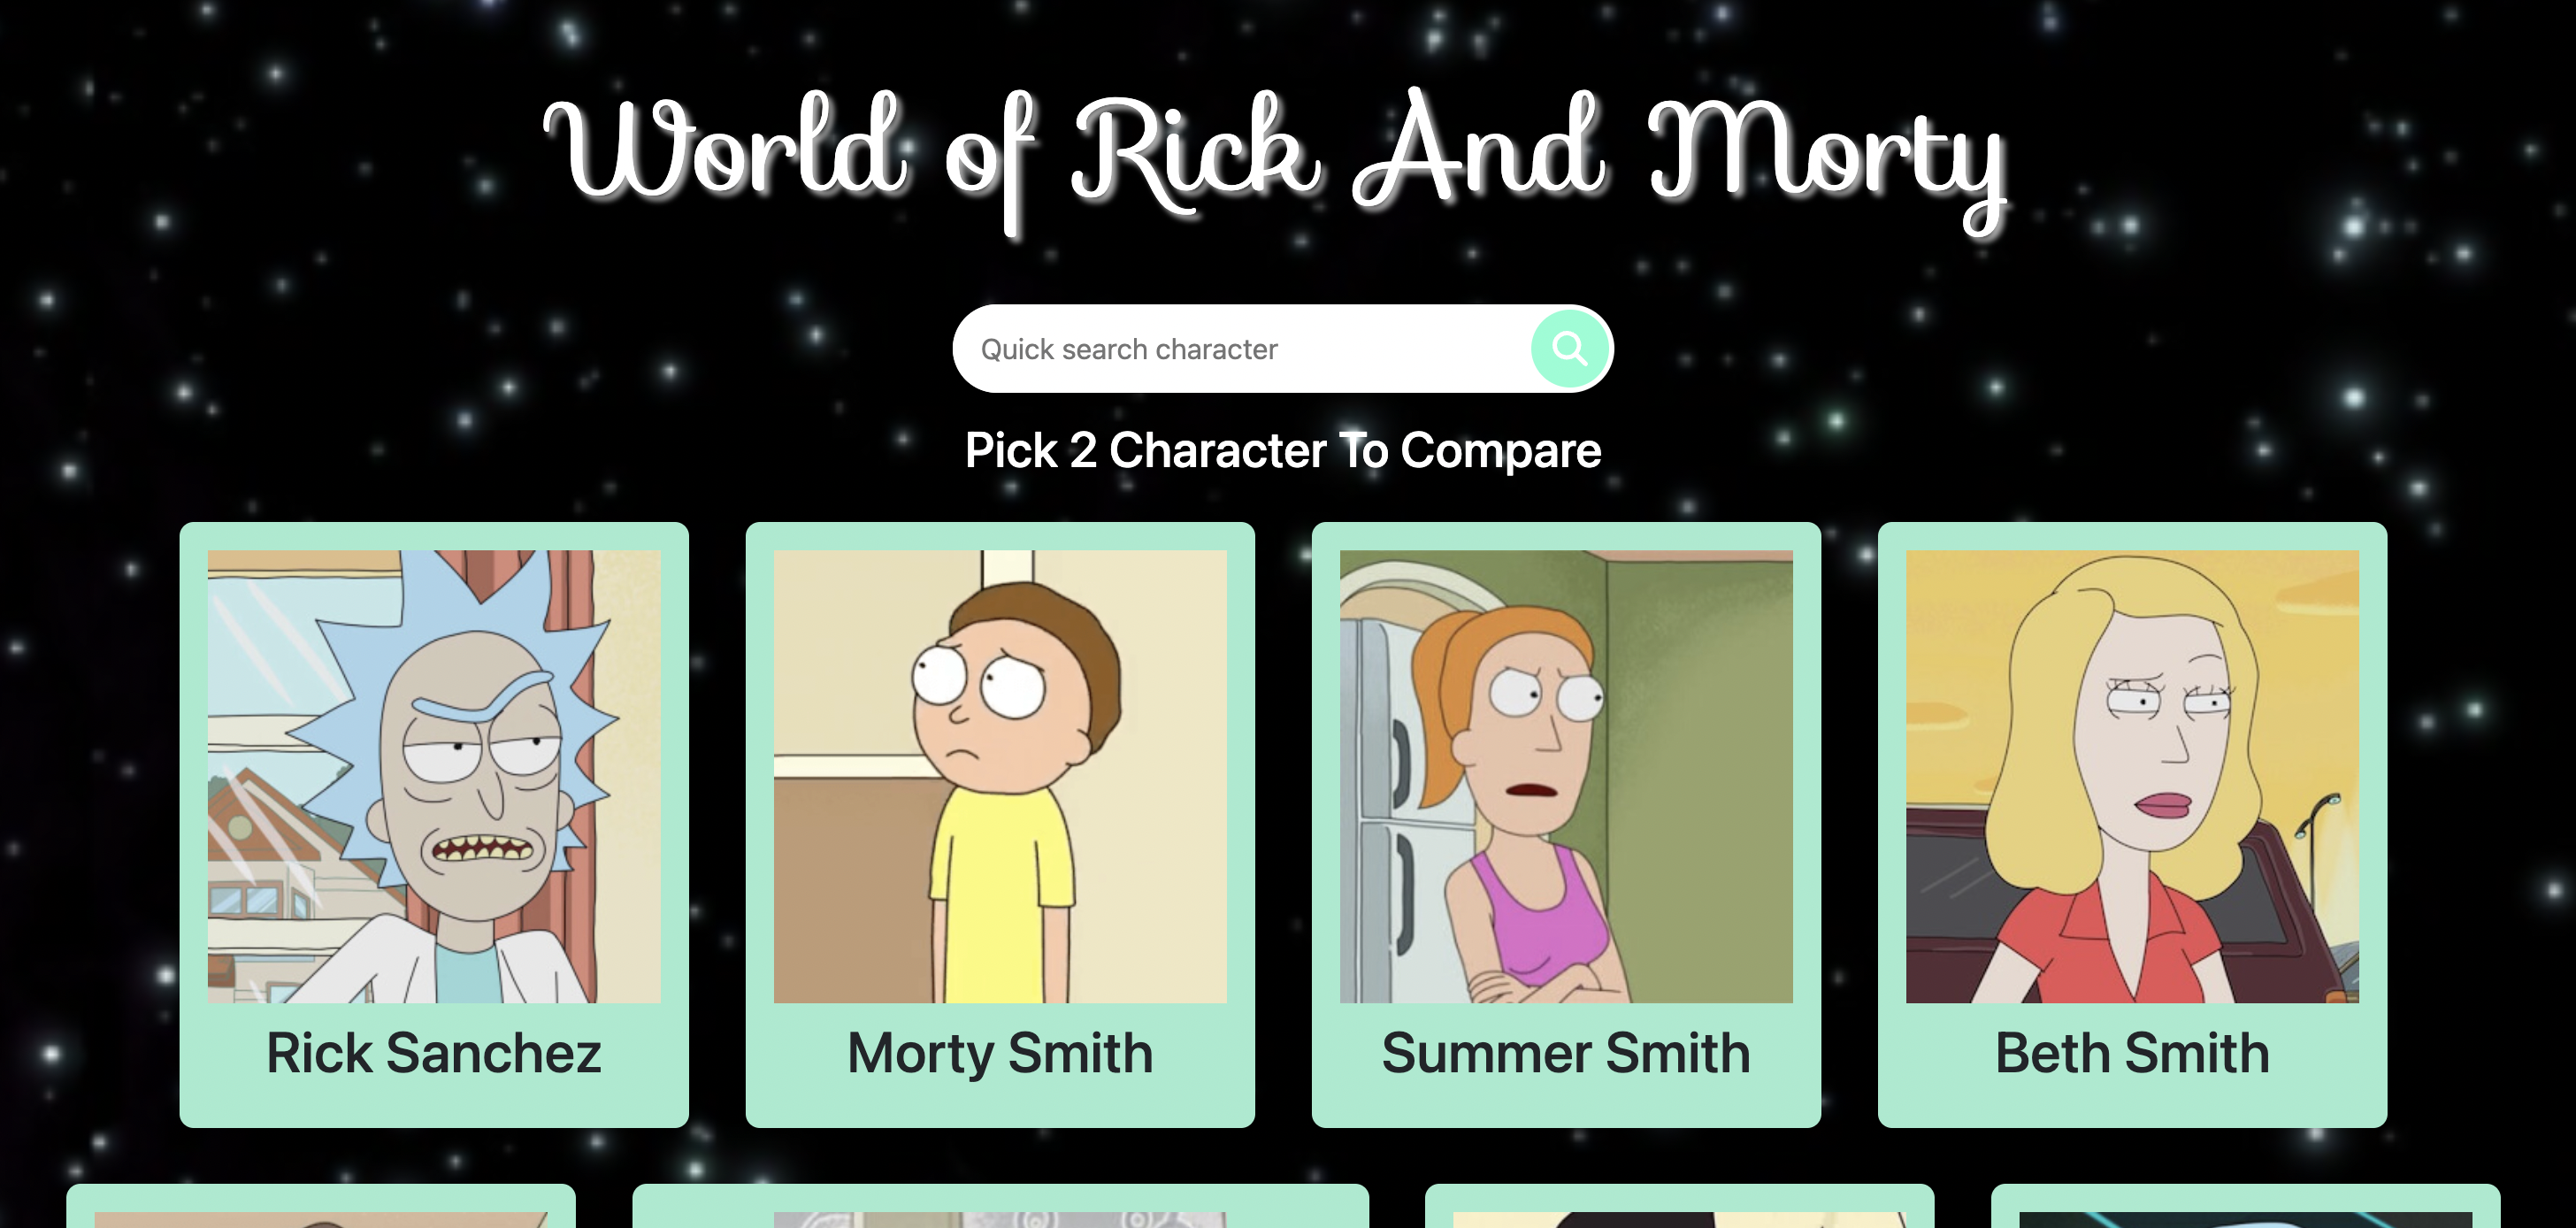 World of Rick And Morty
Quick search character
Pick 2 Character To Compare
Rick Sanchez
Morty Smith
Summer Smith
Beth Smith